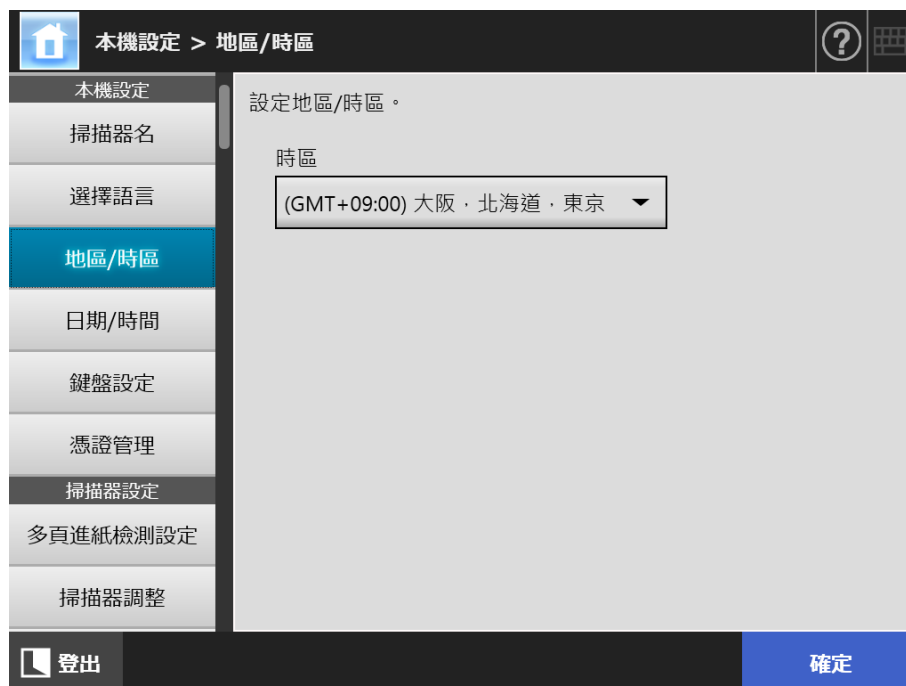 本機設定 > 地區/時區
?
本機設定
掃描器名
選擇語言
地區/時區
日期/時間
鍵盤設定
憑證管理
掃描器設定
多頁進紙檢測設定
掃描器調整
設定地區/時區。
時區
(GMT+09:00) 大阪，北海道，東京
登出
確定